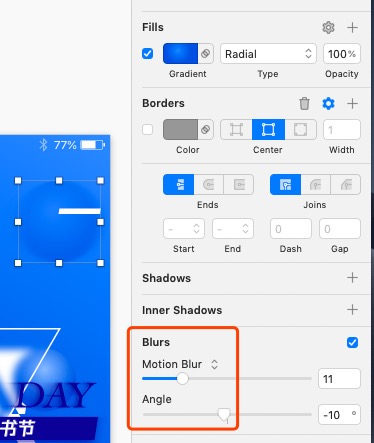 Fills
Radial
100%
Gradient Type Opacity
Borders
1
Color Center Width
Ends Joins
- - 0 0
Start End Dash Gap
Shadows
Inner Shadows
Blurs
Motion Blur
11
Angle
-10 °
77%
DAY
书节